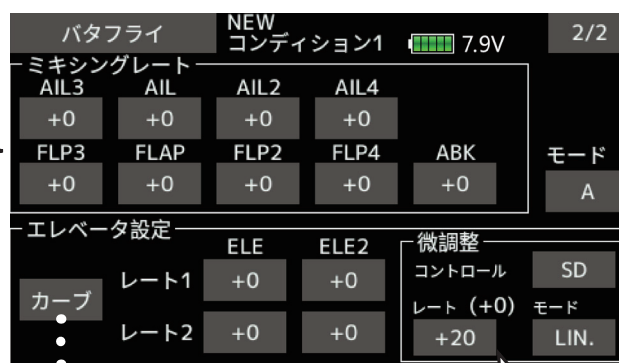 バタフライ NEW コンディション1 7.9V 2/2
ミキシングレート
AIL3 AIL AIL2 AIL4
+0 +0 +0 +0
FLP3 FLAP FLP2 FLP4 ABK モード
+0 +0 +0 +0 +0 A
エレベータ設定
ELE ELE2 微調整
レート1 +0 +0 コントロール SD
カーブ
レート (+0) モード
レート2 +0 +0 +20 LIN.